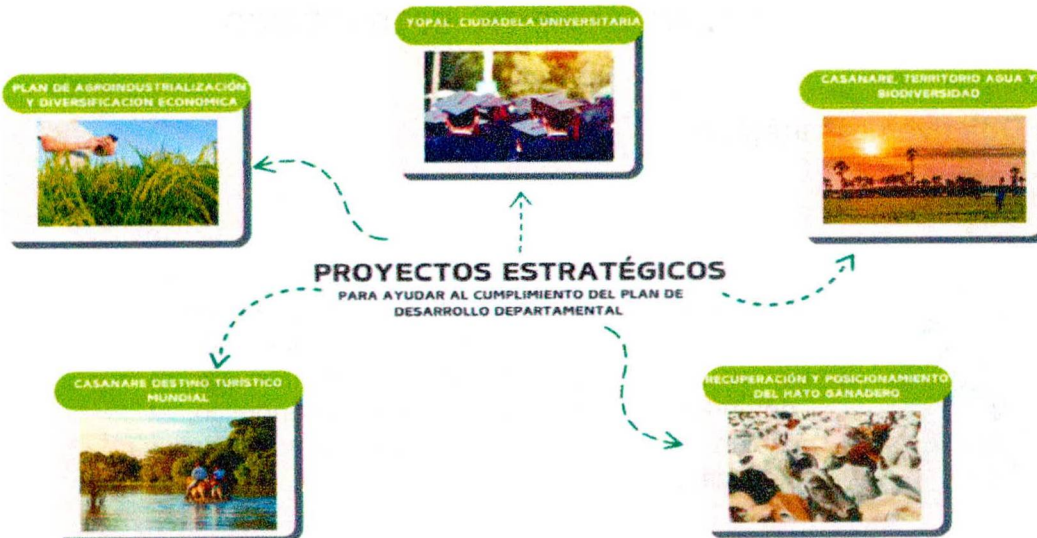 YOPAL, CIUDADELA UNIVERSITARIA
PLAN DE AGROINDUSTRIALIZACIÓN
Y DIVERSIFICACION ECONOMICA
CASANARE, TERRITORIO AGUA Y
BIODIVERSIDAD
PROYECTOS ESTRATÉGICOS
PARA AYUDAR AL CUMPLIMIENTO DEL PLAN DE
DESARROLLO DEPARTAMENTAL
CASANARE DESTINO TURÍSTICO
MUNDIAL
RECUPERACIÓN Y POSICIONAMIENTO
DEL HATO GANADERO